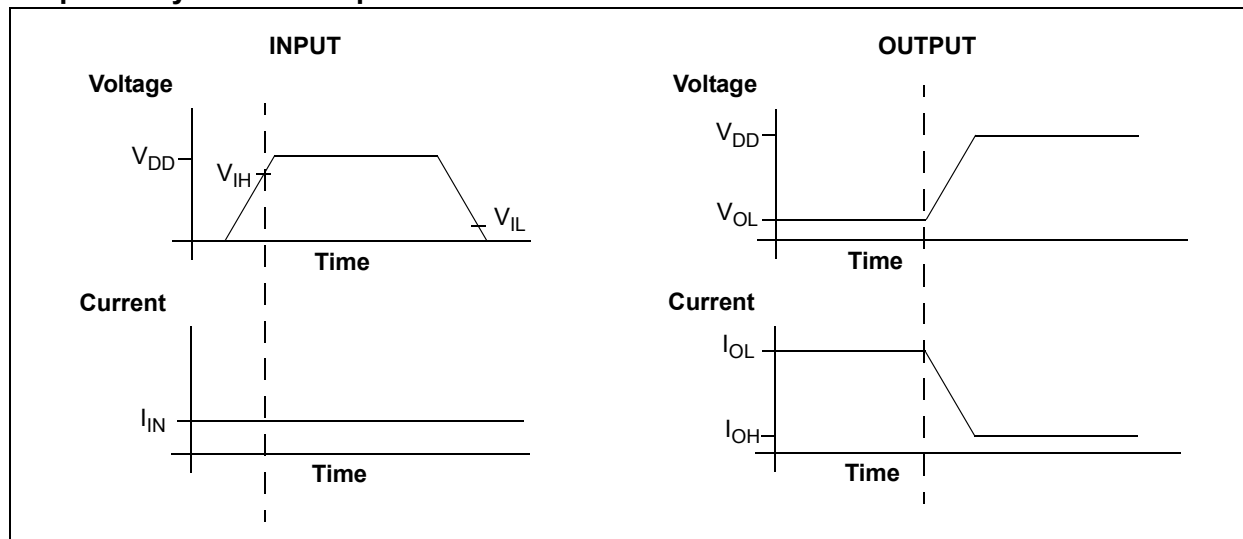 INPUT
Voltage
VDD
VIH
VIL
Time
Current
IIN
Time
OUTPUT
Voltage
VDD
VOL
Time
Current
IOL
IOH
Time